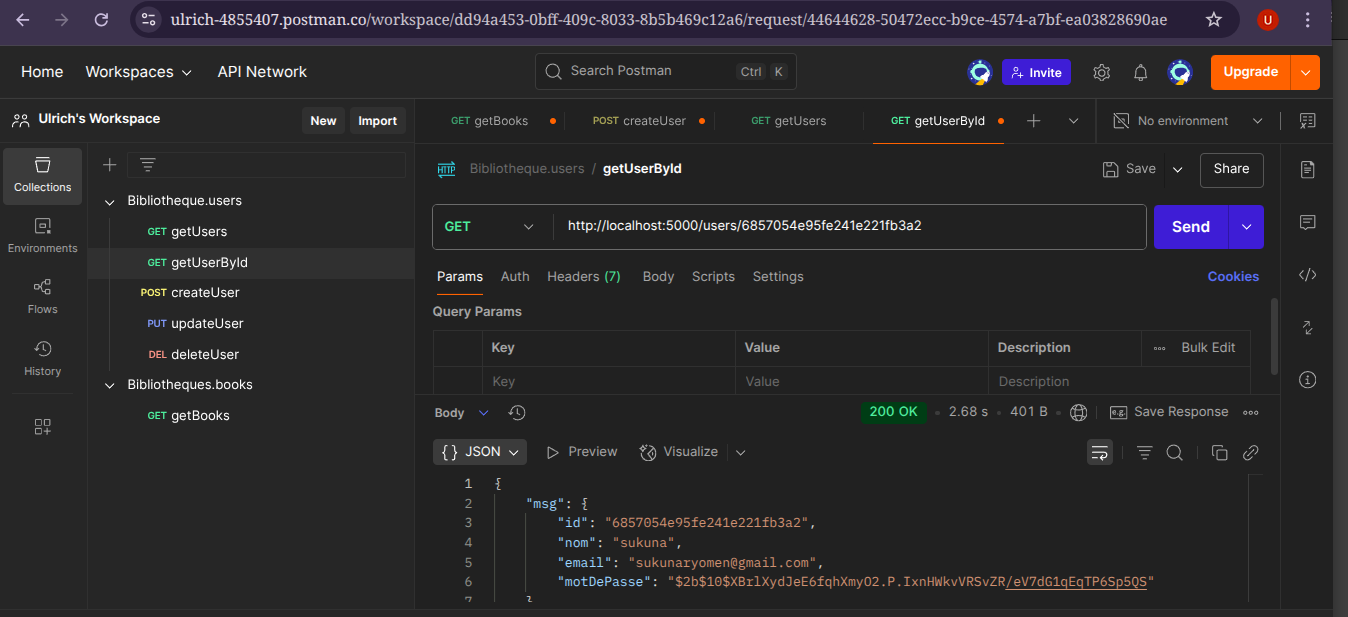 ulrich-4855407.postman.co/workspace/dd94a453-0bff-409c-8033-8b5b469c12a6/request/44644628-50472ecc-b9ce-4574-a7bf-ea03828690ae
U
Home Workspaces API Network
Search Postman Ctrl K
Invite
Upgrade
Ulrich's Workspace
New Import
GET getBooks
POST createUser
GET getUsers
GET getUserById
No environment
Collections
Environments
Flows
History
Bibliotheque.users
GET getUsers
GET getUserById
POST createUser
PUT updateUser
DEL deleteUser
Bibliotheques.books
GET getBooks
HTTP Bibliotheque.users / getUserById
Save Share
GET http://localhost:5000/users/6857054e95fe241e221fb3a2
Send
Params Auth Headers (7) Body Scripts Settings Cookies
Query Params
Key Value Description Bulk Edit
Key Value Description
Body 200 OK 2.68 s 401 B e.g. Save Response
{} JSON Preview Visualize
1 {
2 "msg": {
3 "id": "6857054e95fe241e221fb3a2",
4 "nom": "sukuna",
5 "email": "sukunaryomen@gmail.com",
6 "motDePasse": "$2b$10$XBrlXydJeE6fqhXmyO2.P.IxnHWkvVRSvZR/eV7dG1qEqTP6Sp5QS"
7 }